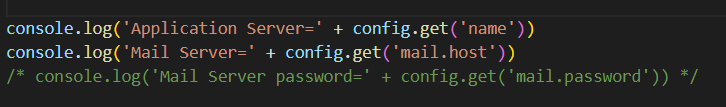 console.log('Application Server=' + config.get('name'))
console.log('Mail Server=' + config.get('mail.host'))
/* console.log('Mail Server password=' + config.get('mail.password')) */